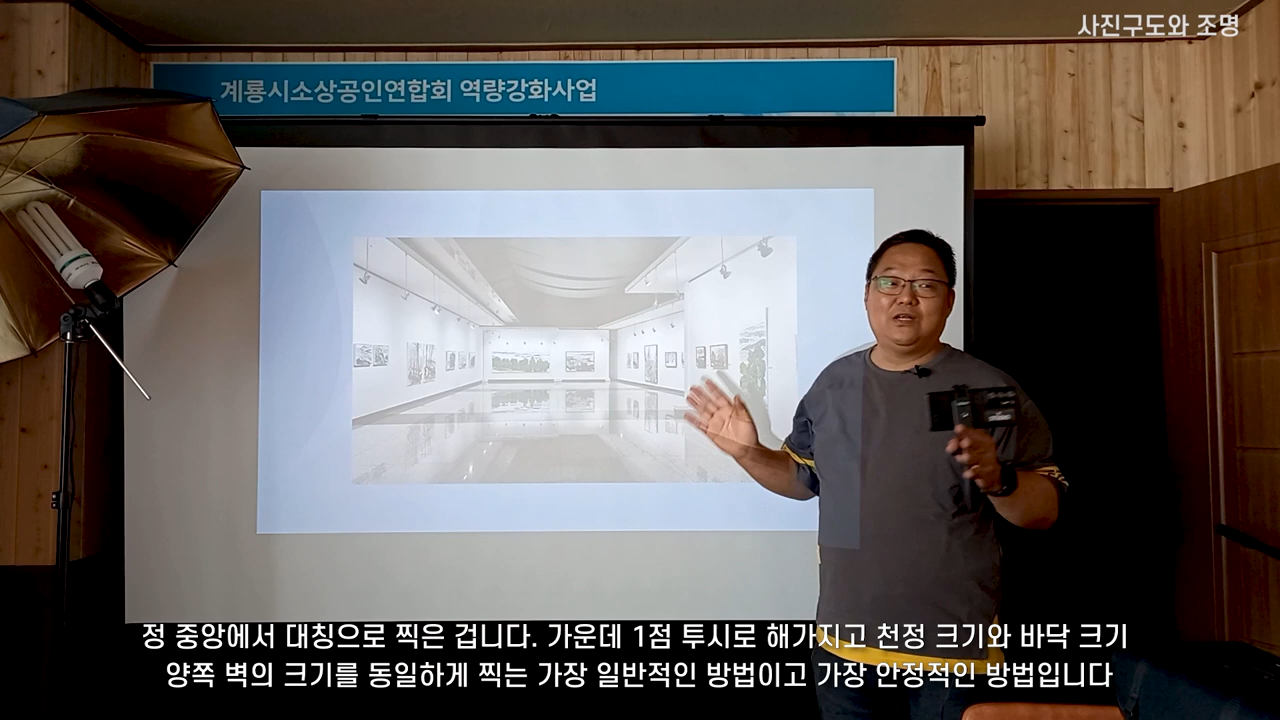 사진구도와 조명
계룡시소상공인연합회 역량강화사업
정 중앙에서 대칭으로 찍은 겁니다. 가운데 1점 투시로 해가지고 천정 크기와 바닥 크기
양쪽 벽의 크기를 동일하게 찍는 가장 일반적인 방법이고 가장 안정적인 방법입니다